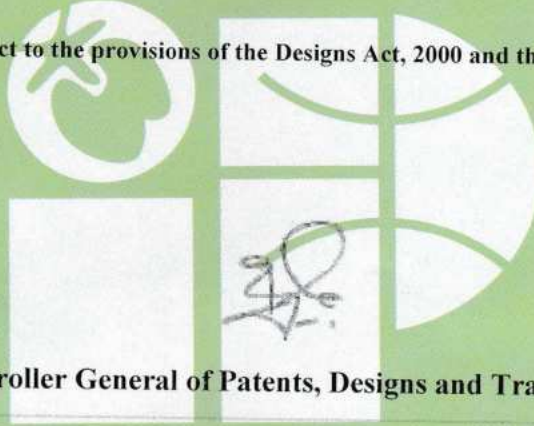 ct to the provisions of the Designs Act, 2000 and th
roller General of Patents, Designs and Tra